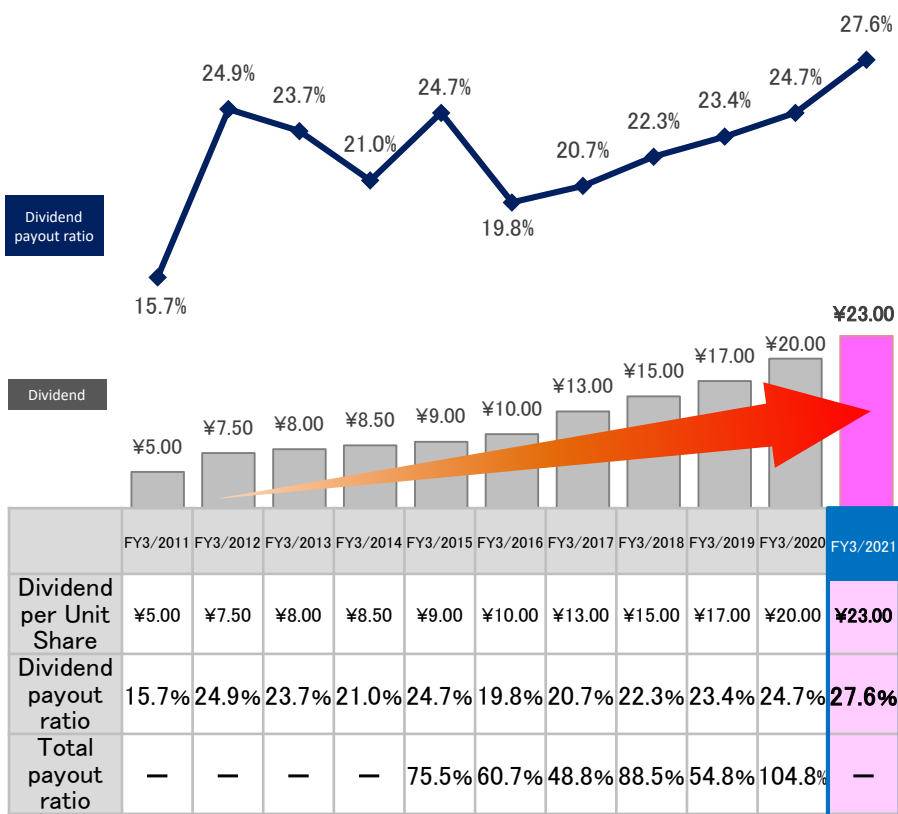 27.6%
24.9%
24.7%
24.7%
23.7%
23.4%
22.3%
21.0%
20.7%
19.8%
Dividend
payout ratio
15.7%
¥23.00
¥20.00
¥17.00
¥15.00
¥13.00
Dividend
¥10.00
¥9.00
¥8.50
¥8.00
¥7.50
¥5.00
FY3/2011 FY3/2012 FY3/2013 FY3/2014 FY3/2015 FY3/2016 FY3/2017 FY3/2018 FY3/2019 FY3/2020 FY3/2021
Dividend
per Unit
Share
¥5.00 ¥7.50 ¥8.00 ¥8.50 ¥9.00 ¥10.00 ¥13.00 ¥15.00 ¥17.00 ¥20.00 ¥23.00
Dividend
payout
ratio
15.7% 24.9% 23.7% 21.0% 24.7% 19.8% 20.7% 22.3% 23.4% 24.7% 27.6%
Total
payout
ratio
— — — — 75.5% 60.7% 48.8% 88.5% 54.8% 104.8% —